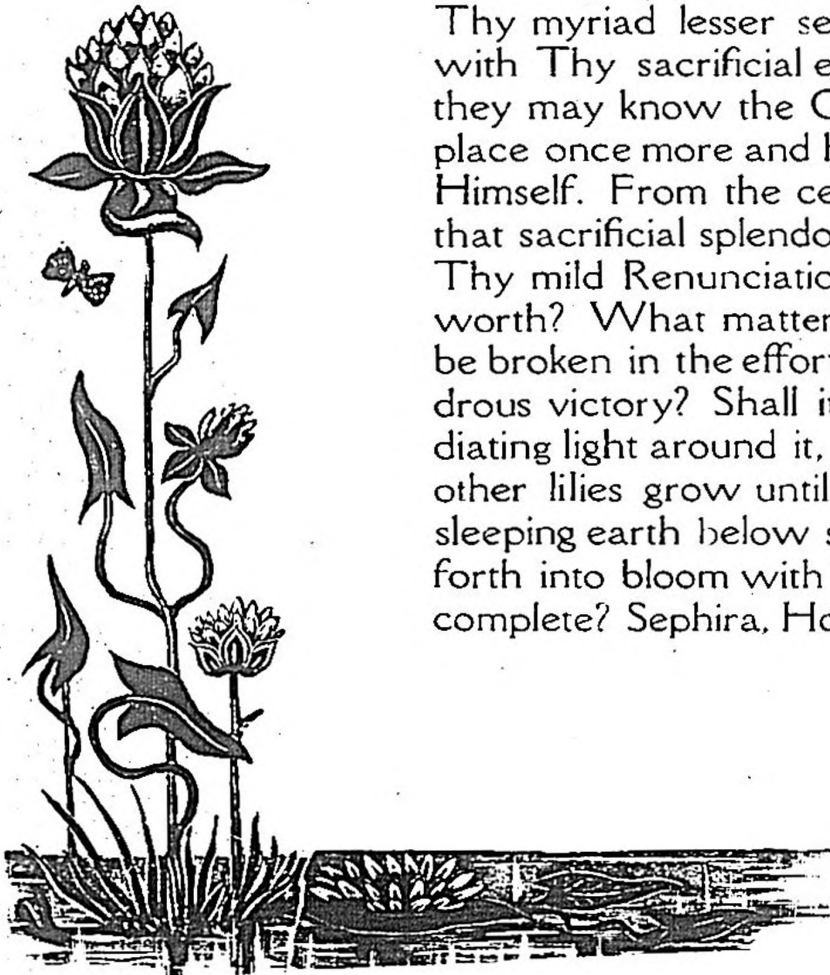 Thy myriad lesser se
with Thy sacrificial e
they may know the C
place once more and h
Himself. From the ce
that sacrificial splendo
Thy mild Renunciatio
worth? What matter
be broken in the effor
drous victory? Shall it
diating light around it,
other lilies grow until
sleeping earth below s
forth into bloom with
complete? Sephira, Ho